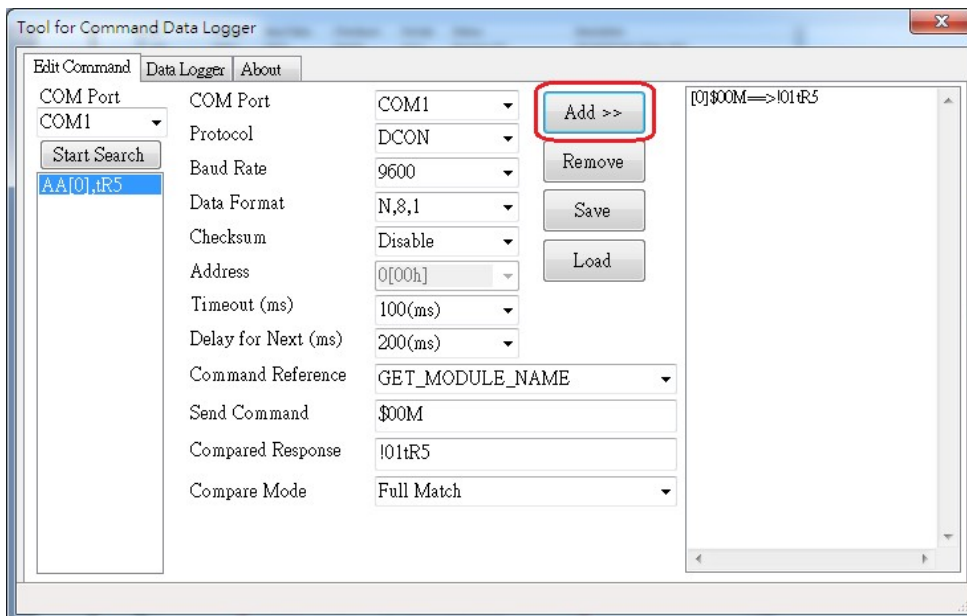 Tool for Command Data Logger
Edit Command
Data Logger
About
COM Port
COM1
Start Search
AA[0],tR5
COM Port
COM1
Protocol
DCON
Baud Rate
9600
Data Format
N,8,1
Checksum
Disable
Address
0[00h]
Timeout (ms)
100(ms)
Delay for Next (ms)
200(ms)
Command Reference
GET_MODULE_NAME
Send Command
$00M
Compared Response
!01tR5
Compare Mode
Full Match
Add >>
Remove
Save
Load
[0]$00M==>!01tR5